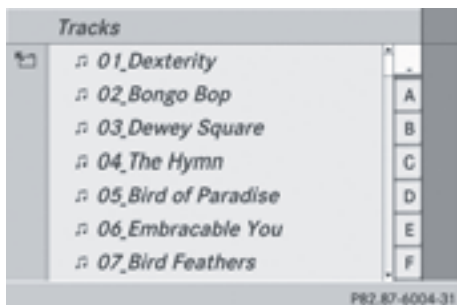 Tracks
01_Dexterity
02_Bongo Bop
03_Dewey Square
04_The Hymn
05_Bird of Paradise
06_Embracable You
07_Bird Feathers
A
B
C
D
E
F
P82.87-6004-31